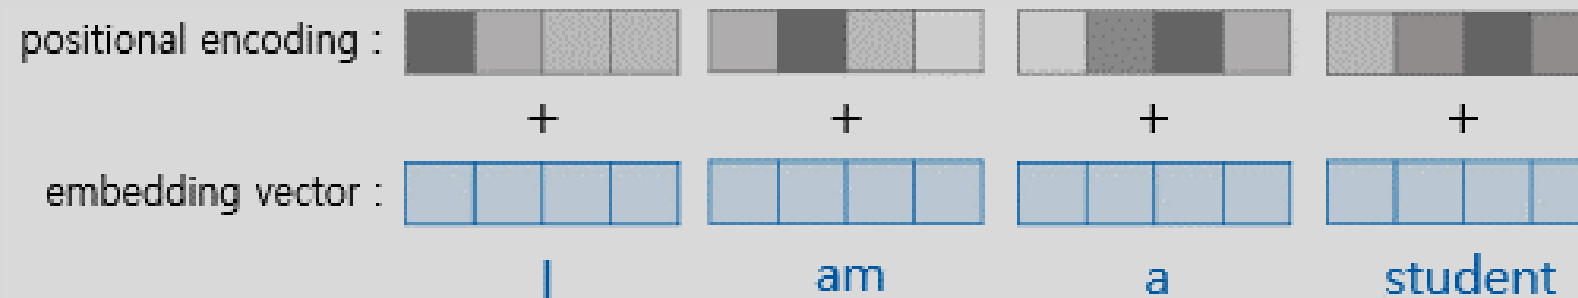 positional encoding :
+ + + +
embedding vector :
I am a student